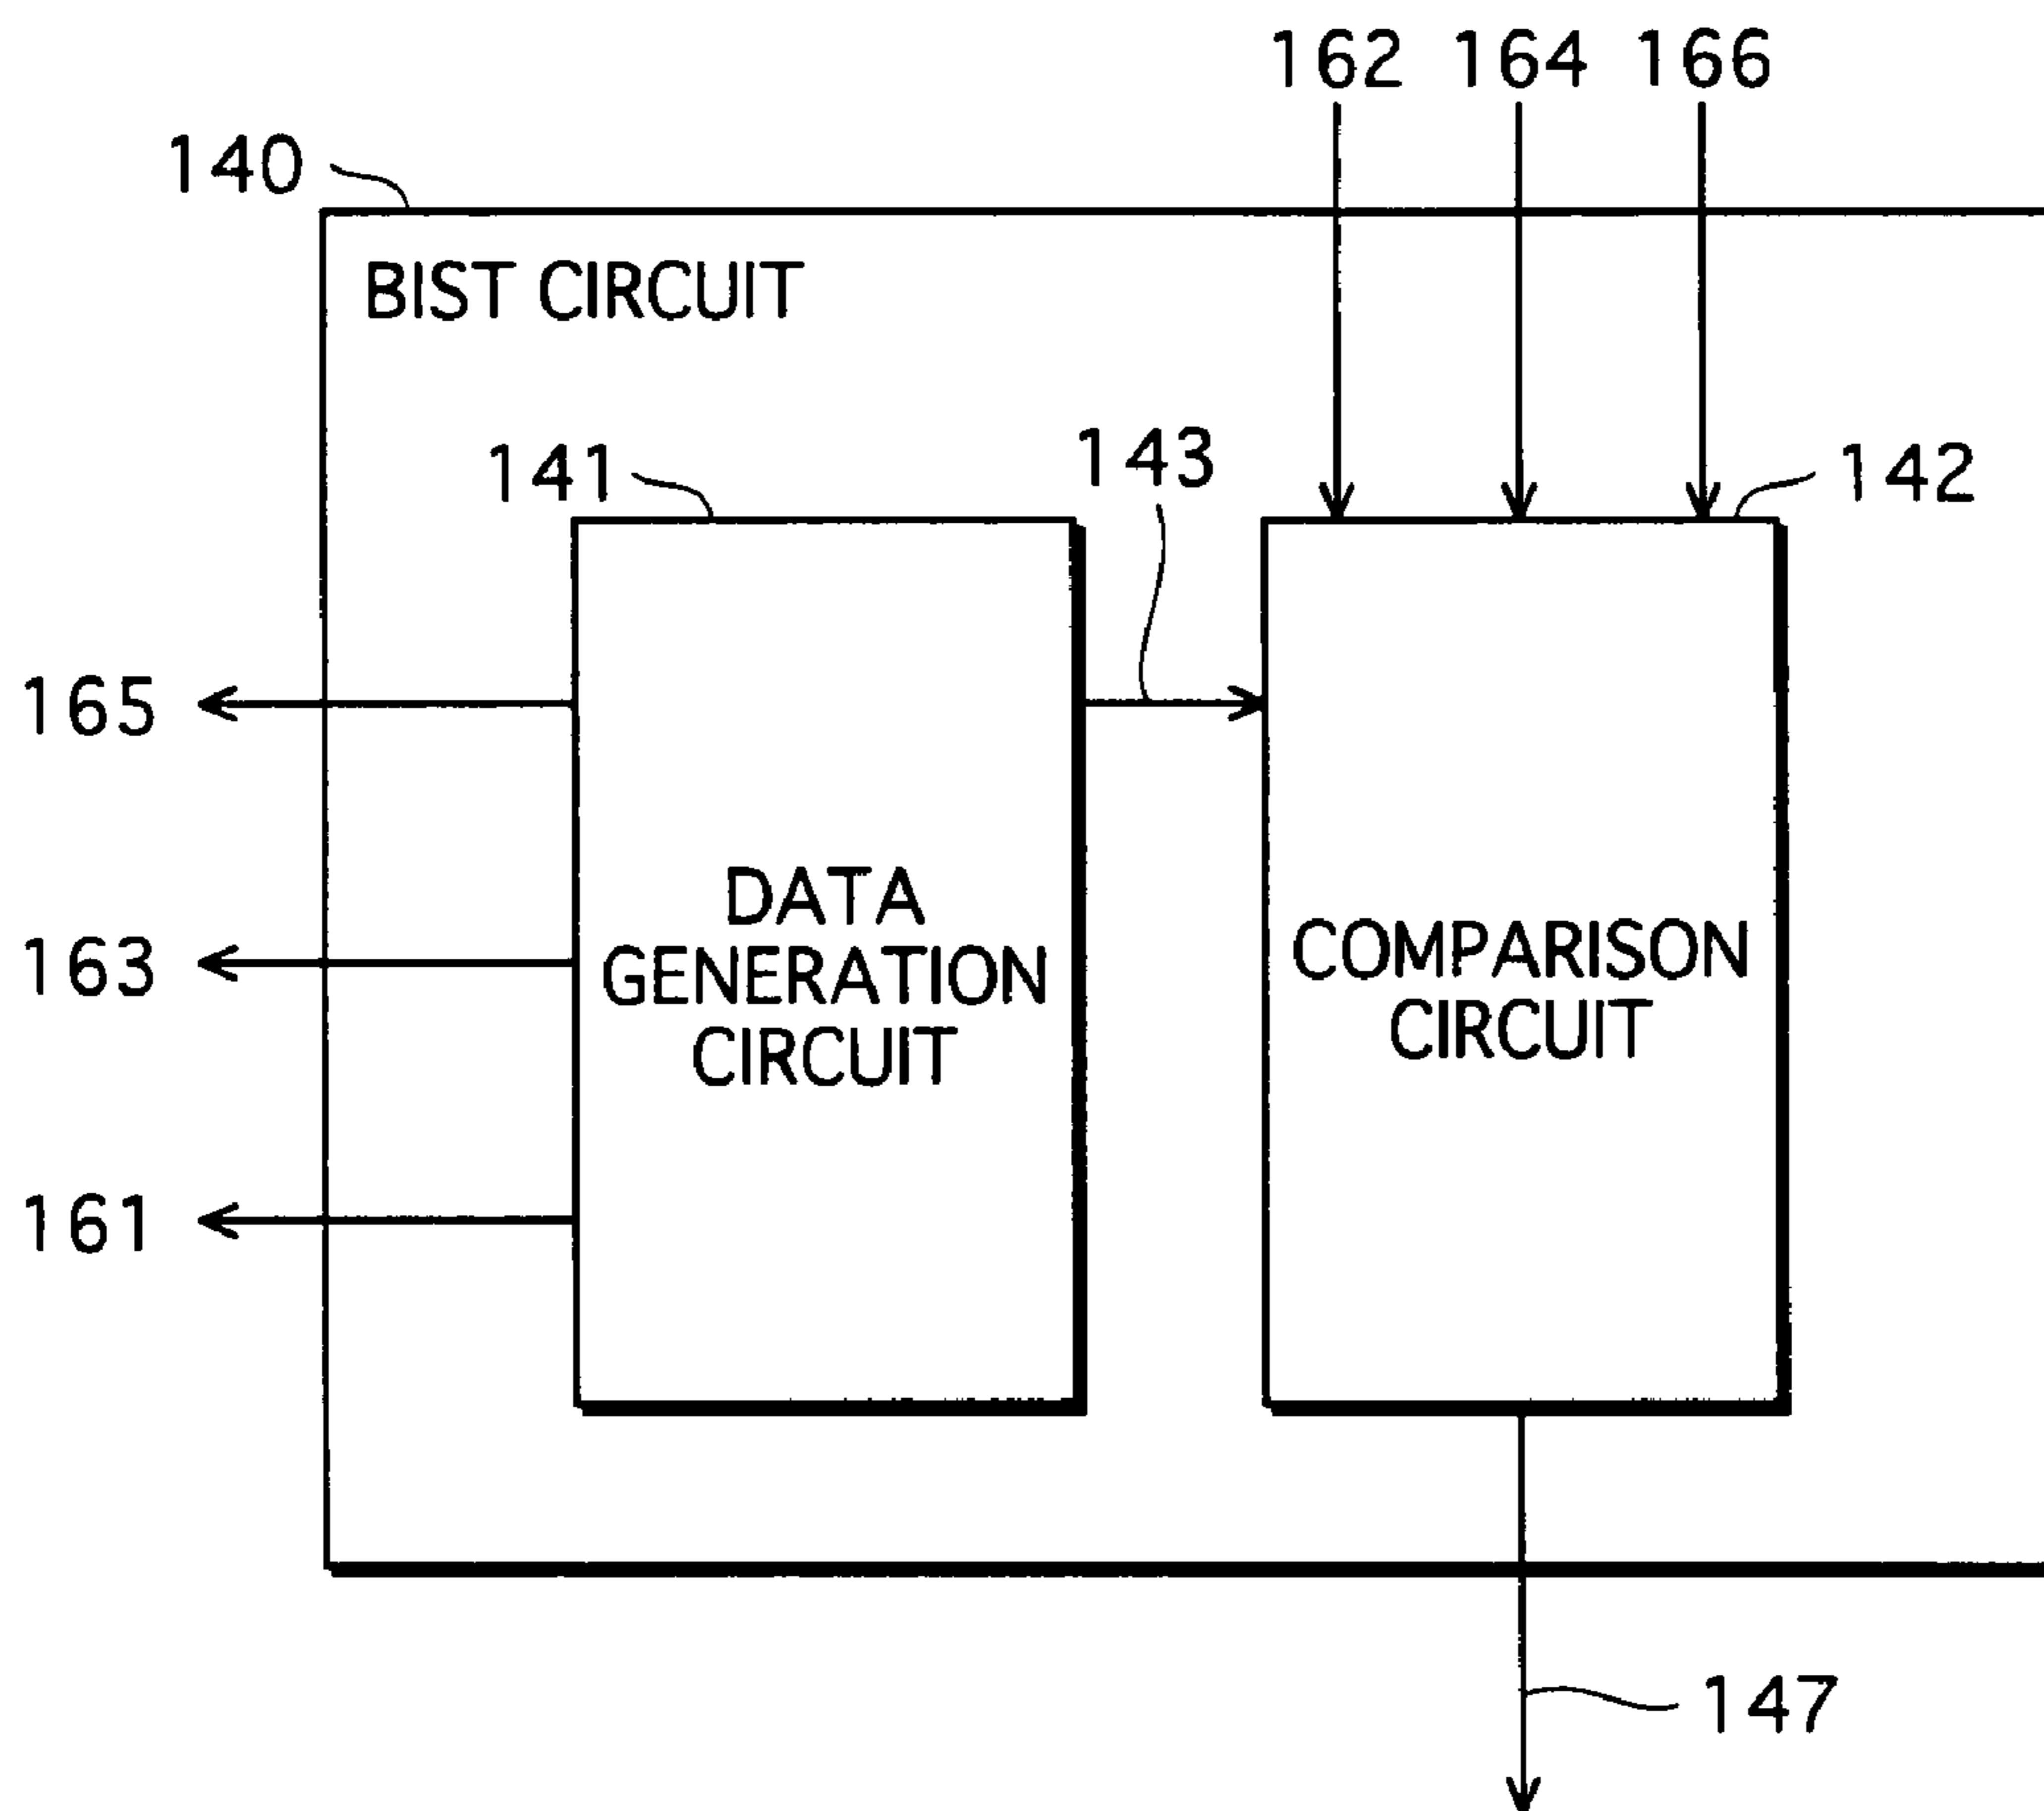 162 164 166
140
BIST CIRCUIT
141
143
142
165
163
161
DATA
GENERATION
CIRCUIT
COMPARISON
CIRCUIT
147